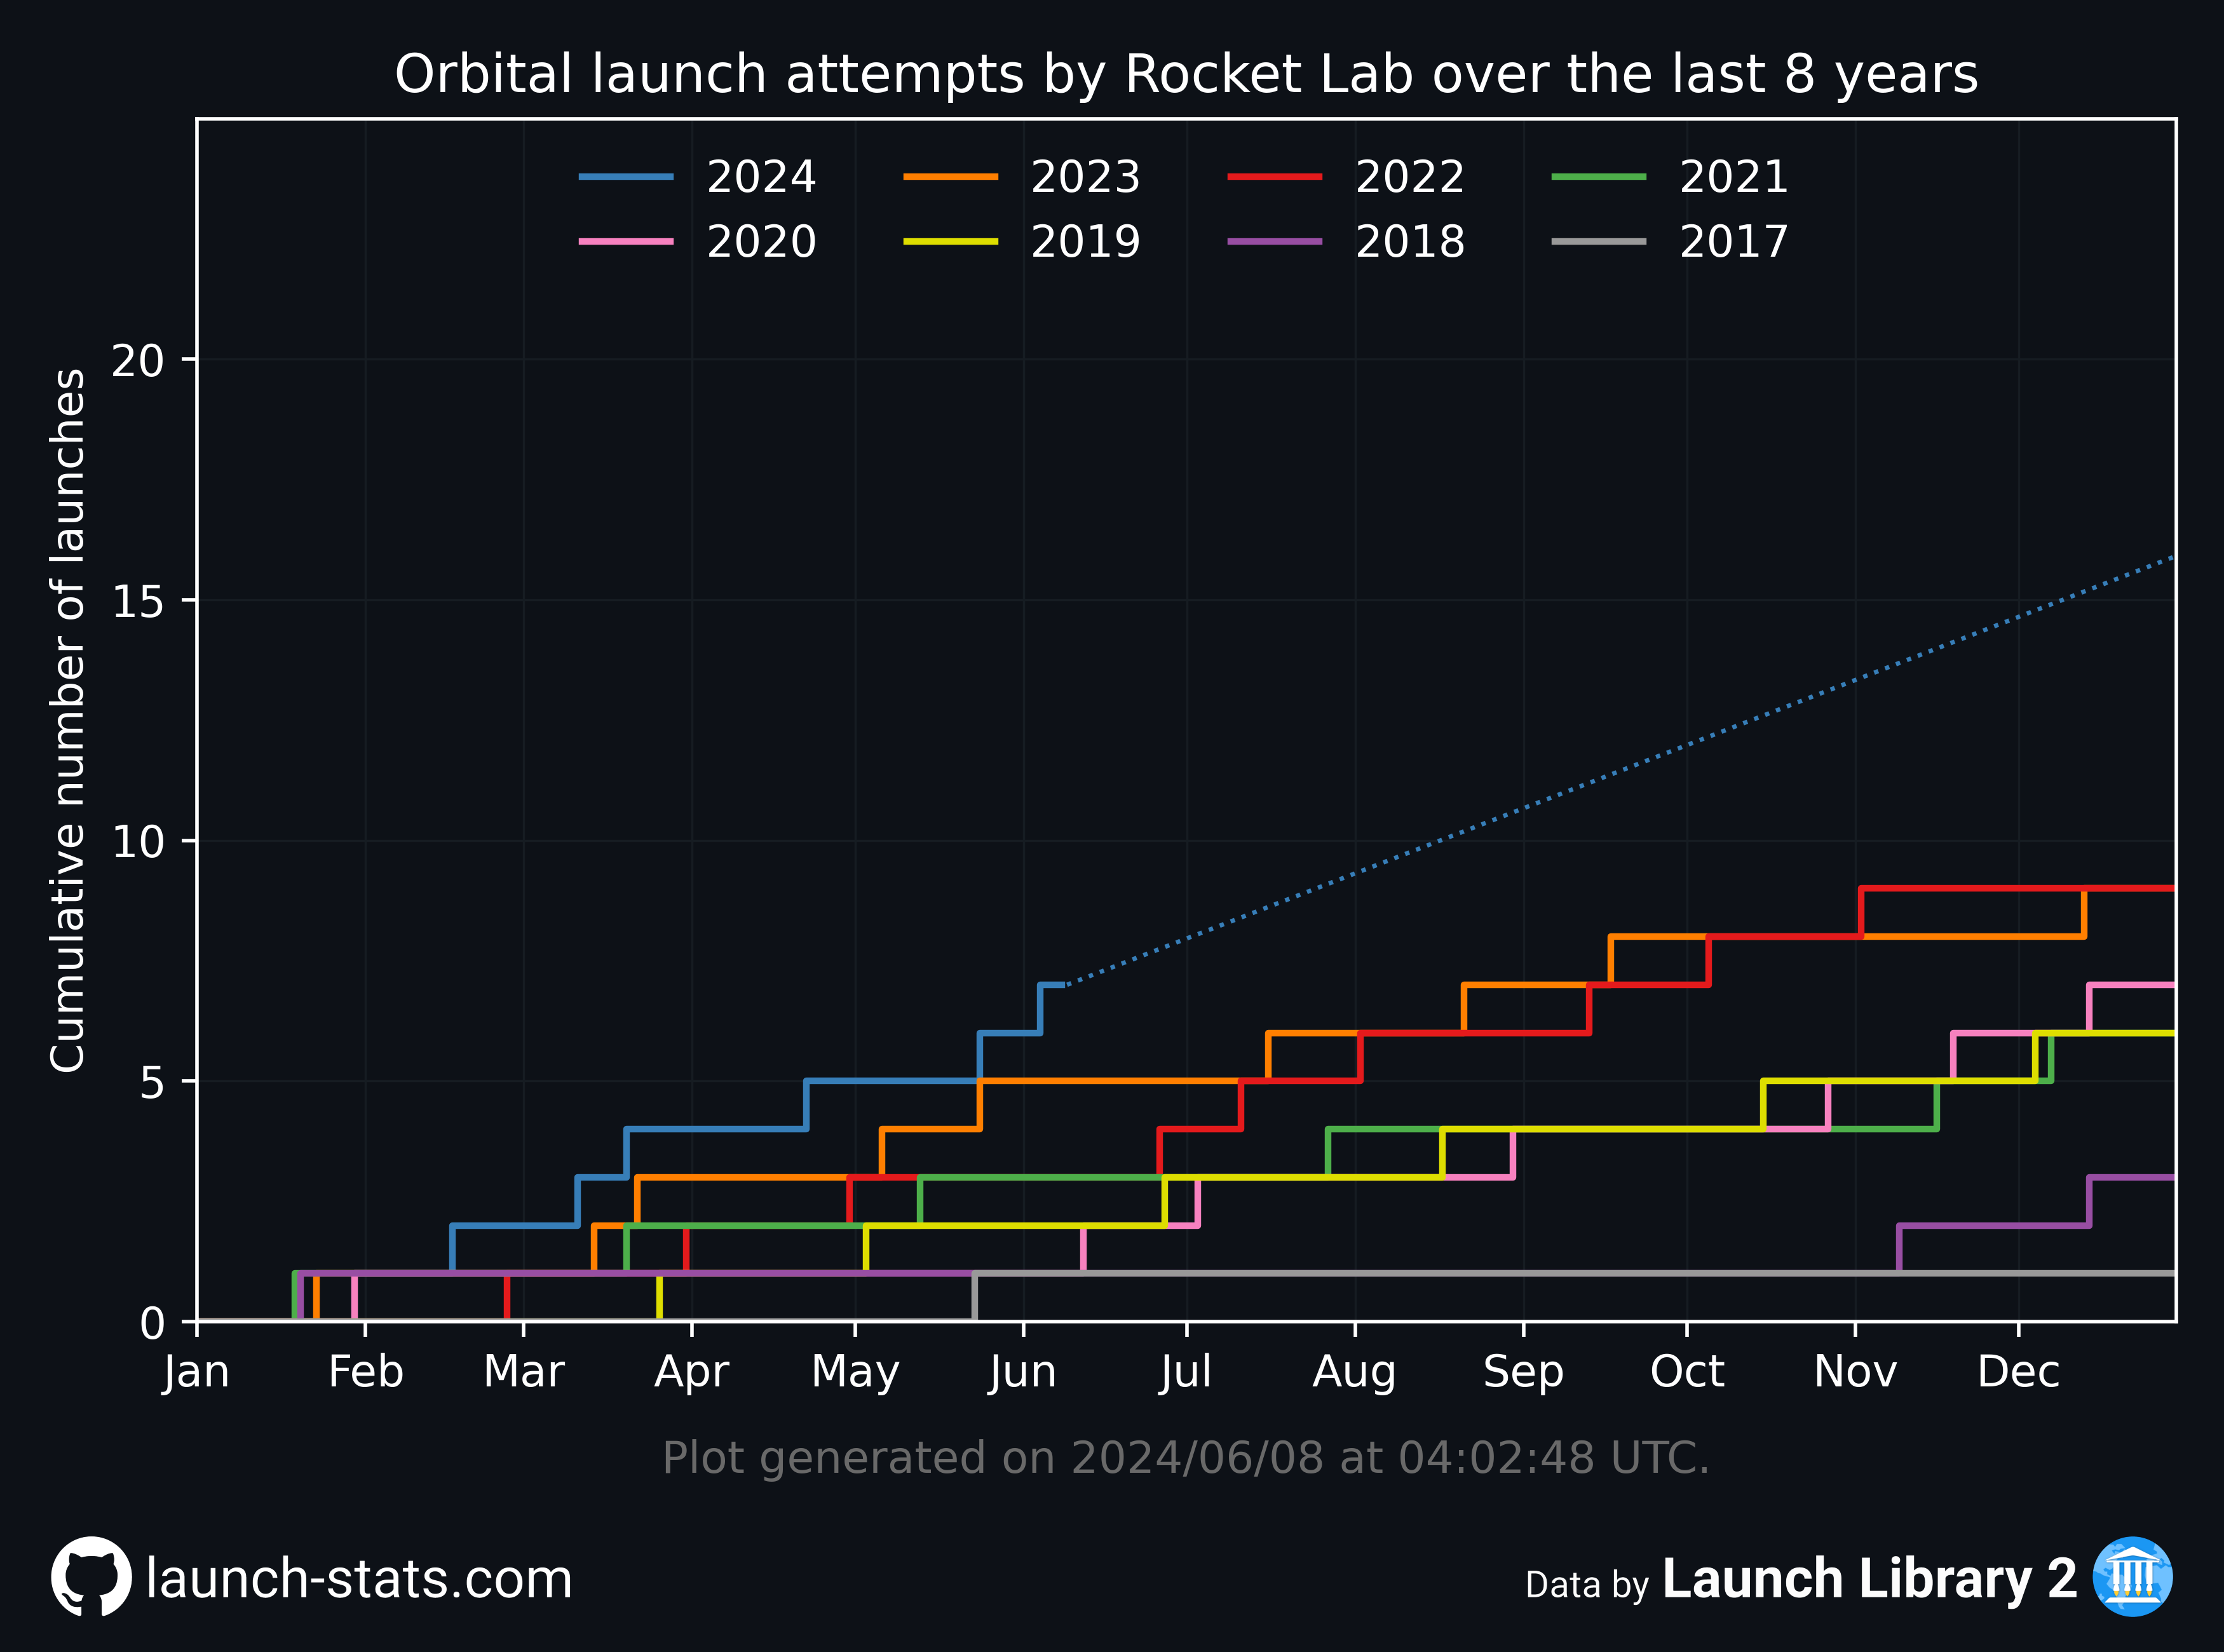 Orbital launch attempts by Rocket Lab over the last 8 years
2024 2023 2022 2021
2020 2019 2018 2017
Cumulative number of launches
20
15
10
5
0
Jan Feb Mar Apr May Jun Jul Aug Sep Oct Nov Dec
Plot generated on 2024/06/08 at 04:02:48 UTC.
launch-stats.com
Data by Launch Library 2